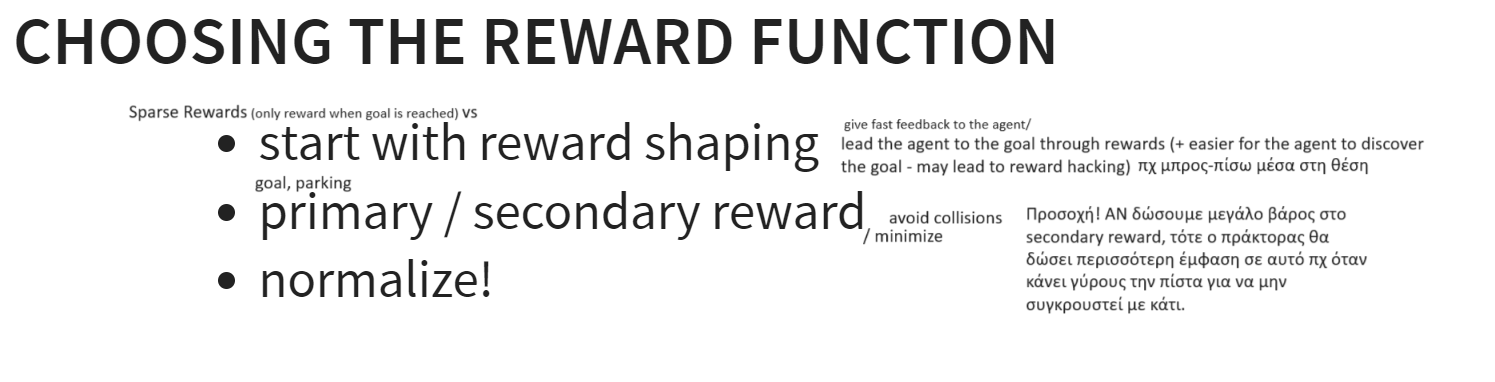 CHOOSING THE REWARD FUNCTION
Sparse Rewards (only reward when goal is reached) vs
• start with reward shaping
give fast feedback to the agent/
lead the agent to the goal through rewards (+ easier for the agent to discover
the goal - may lead to reward hacking) πχ μπρος-πίσω μέσα στη θέση
goal, parking
• primary / secondary reward
avoid collisions
/ minimize
Προσοχή! ΑΝ δώσουμε μεγάλο βάρος στο
secondary reward, τότε ο πράκτορας θα
δώσει περισσότερη έμφαση σε αυτό πχ όταν
κάνει γύρους την πίστα για να μην
συγκρουστεί με κάτι.
• normalize!